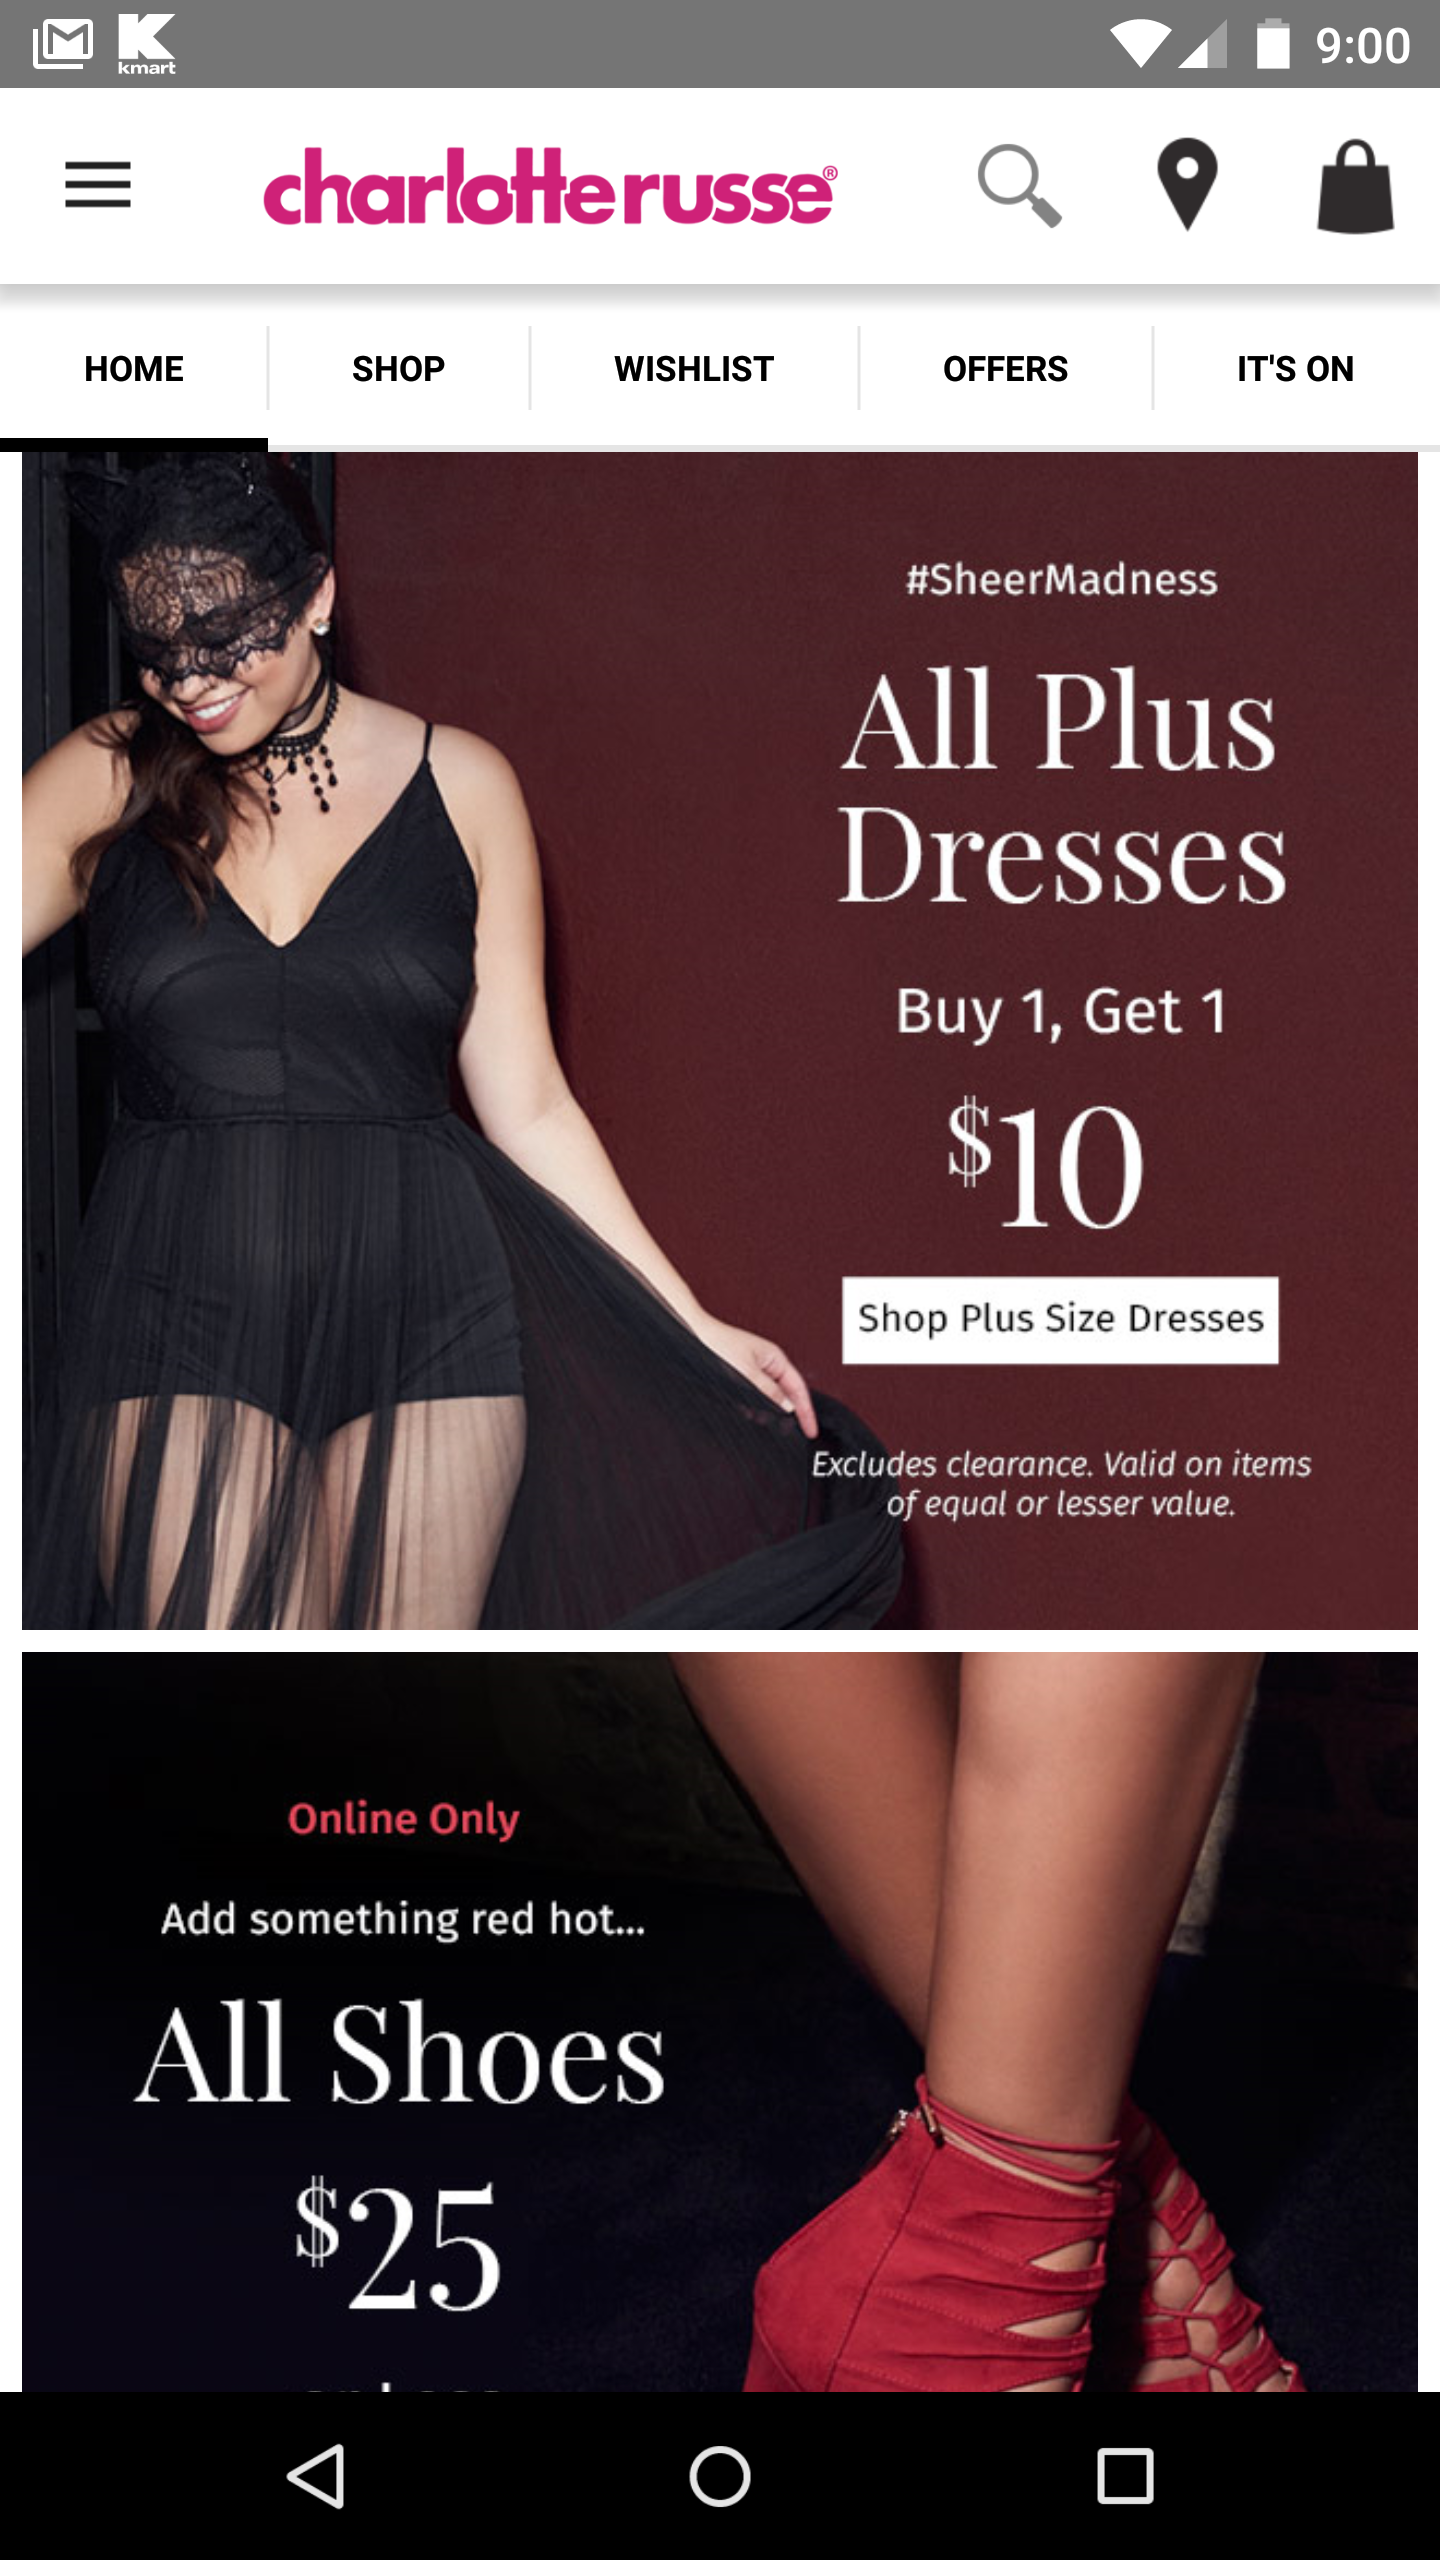 kmart
9:00
charlotte russe®
HOME
SHOP
WISHLIST
OFFERS
IT'S ON
#SheerMadness
All Plus
Dresses
Buy 1, Get 1
$10
Shop Plus Size Dresses
Excludes clearance. Valid on items
of equal or lesser value.
Online Only
Add something red hot...
All Shoes
$25